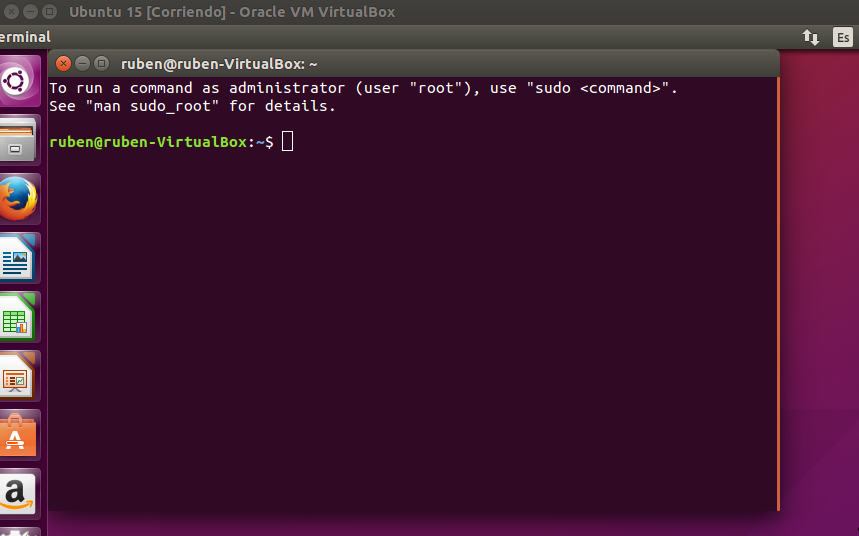 Ubuntu 15 [Corriendo] - Oracle VM VirtualBox
erminal
Es
ruben@ruben-VirtualBox: ~
To run a command as administrator (user "root"), use "sudo <command>".
See "man sudo_root" for details.
ruben@ruben-VirtualBox:~$
A
a